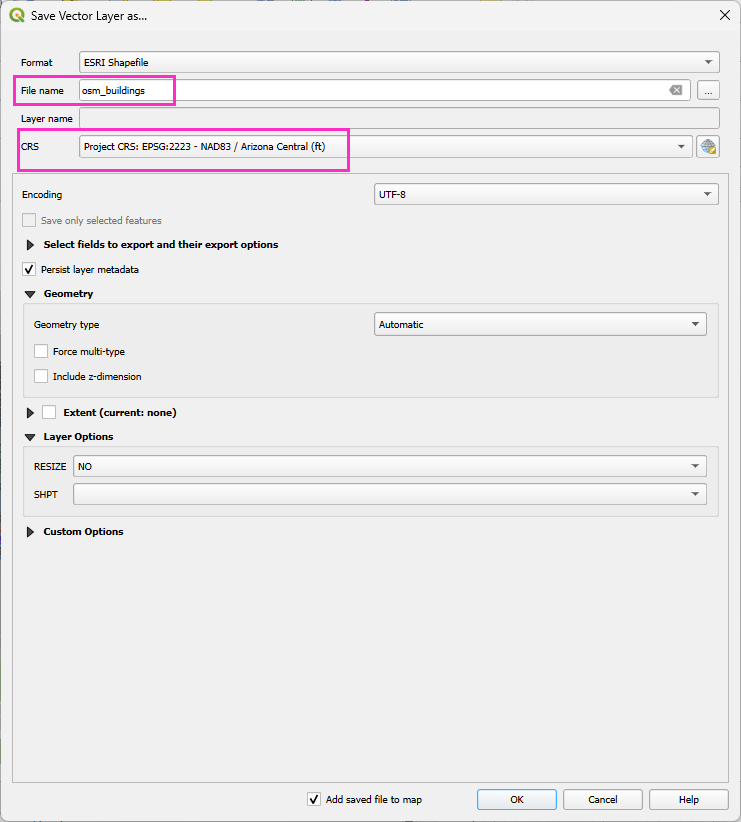 Save Vector Layer as...
Format ESRI Shapefile
File name osm_buildings ...
Layer name
CRS Project CRS: EPSG:2223 - NAD83 / Arizona Central (ft)
Encoding UTF-8
Save only selected features
Select fields to export and their export options
Persist layer metadata
Geometry
Geometry type Automatic
Force multi-type
Include z-dimension
Extent (current: none)
Layer Options
RESIZE NO
SHPT
Custom Options
Add saved file to map OK Cancel Help